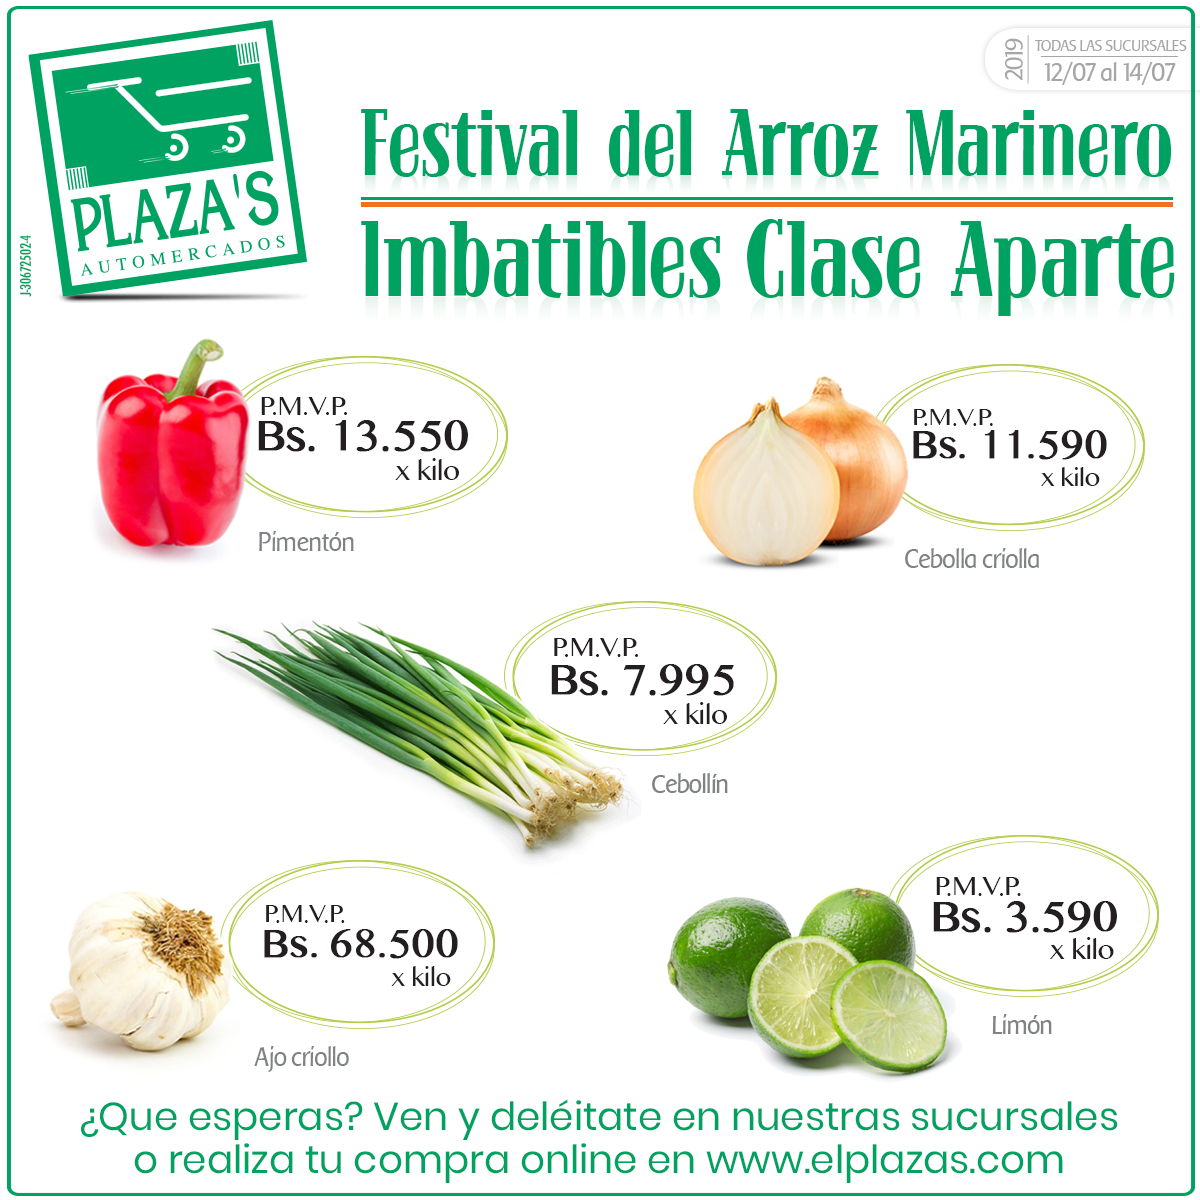 2019
TODAS LAS SUCURSALES
12/07 al 14/07
PLAZA'S
AUTOMERCADOS
J-306725024
Festival del Arroz Marinero
Imbatibles Clase Aparte
P.M.V.P.
Bs. 13.550
x kilo
Pimentón
P.M.V.P.
Bs. 11.590
x kilo
Cebolla criolla
P.M.V.P.
Bs. 7.995
x kilo
Cebollín
P.M.V.P.
Bs. 68.500
x kilo
Ajo criollo
P.M.V.P.
Bs. 3.590
x kilo
Limón
¿Que esperas? Ven y deléitate en nuestras sucursales
o realiza tu compra online en www.elplazas.com